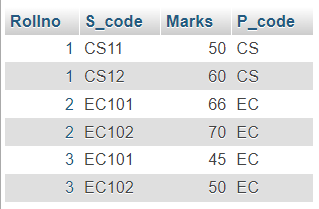 Rollno S_code Marks P_code
1 CS11 50 CS
1 CS12 60 CS
2 EC101 66 EC
2 EC102 70 EC
3 EC101 45 EC
3 EC102 50 EC